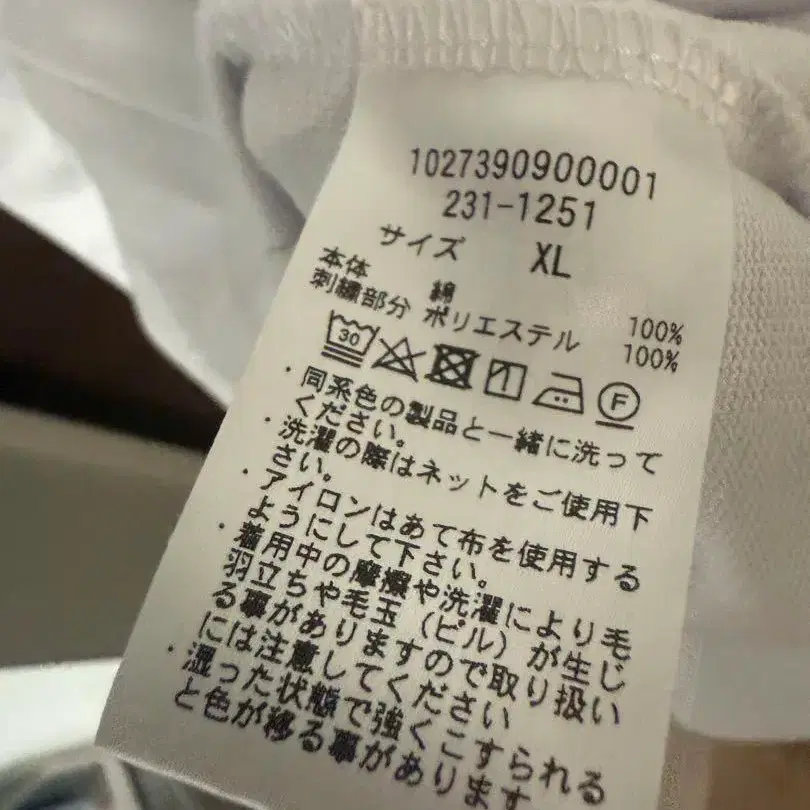 1027390900001
231-1251
サイズ XL
本体 綿 100%
刺繍部分 ポリエステル 100%
30 F
・同系色の製品と一緒に洗って
ください。
・洗濯の際はネットをご使用下
さい。
・アイロンはあて布を使用する
ようにして下さい。
・着用中の摩擦や洗濯により毛
羽立ちや毛玉(ピル)が生じ
る事がありますので取り扱い
には注意してください
・湿った状態で強くこすられる
と色が移る事があります